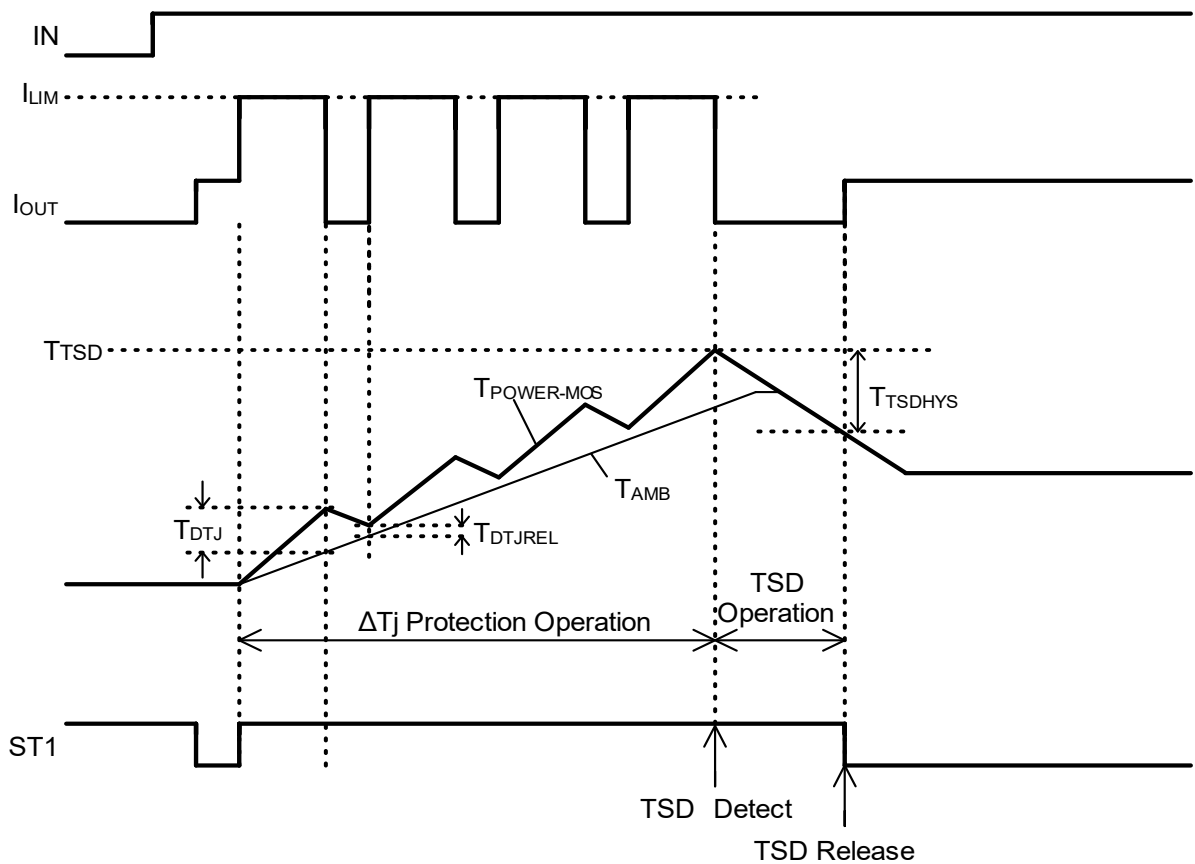 IN
ILIM
IOUT
TTSD
TPOWER-MOS
TTSDHYS
TAMB
TDTJ
TDTJREL
TSD
Operation
ΔTj Protection Operation
ST1
TSD Detect
TSD Release